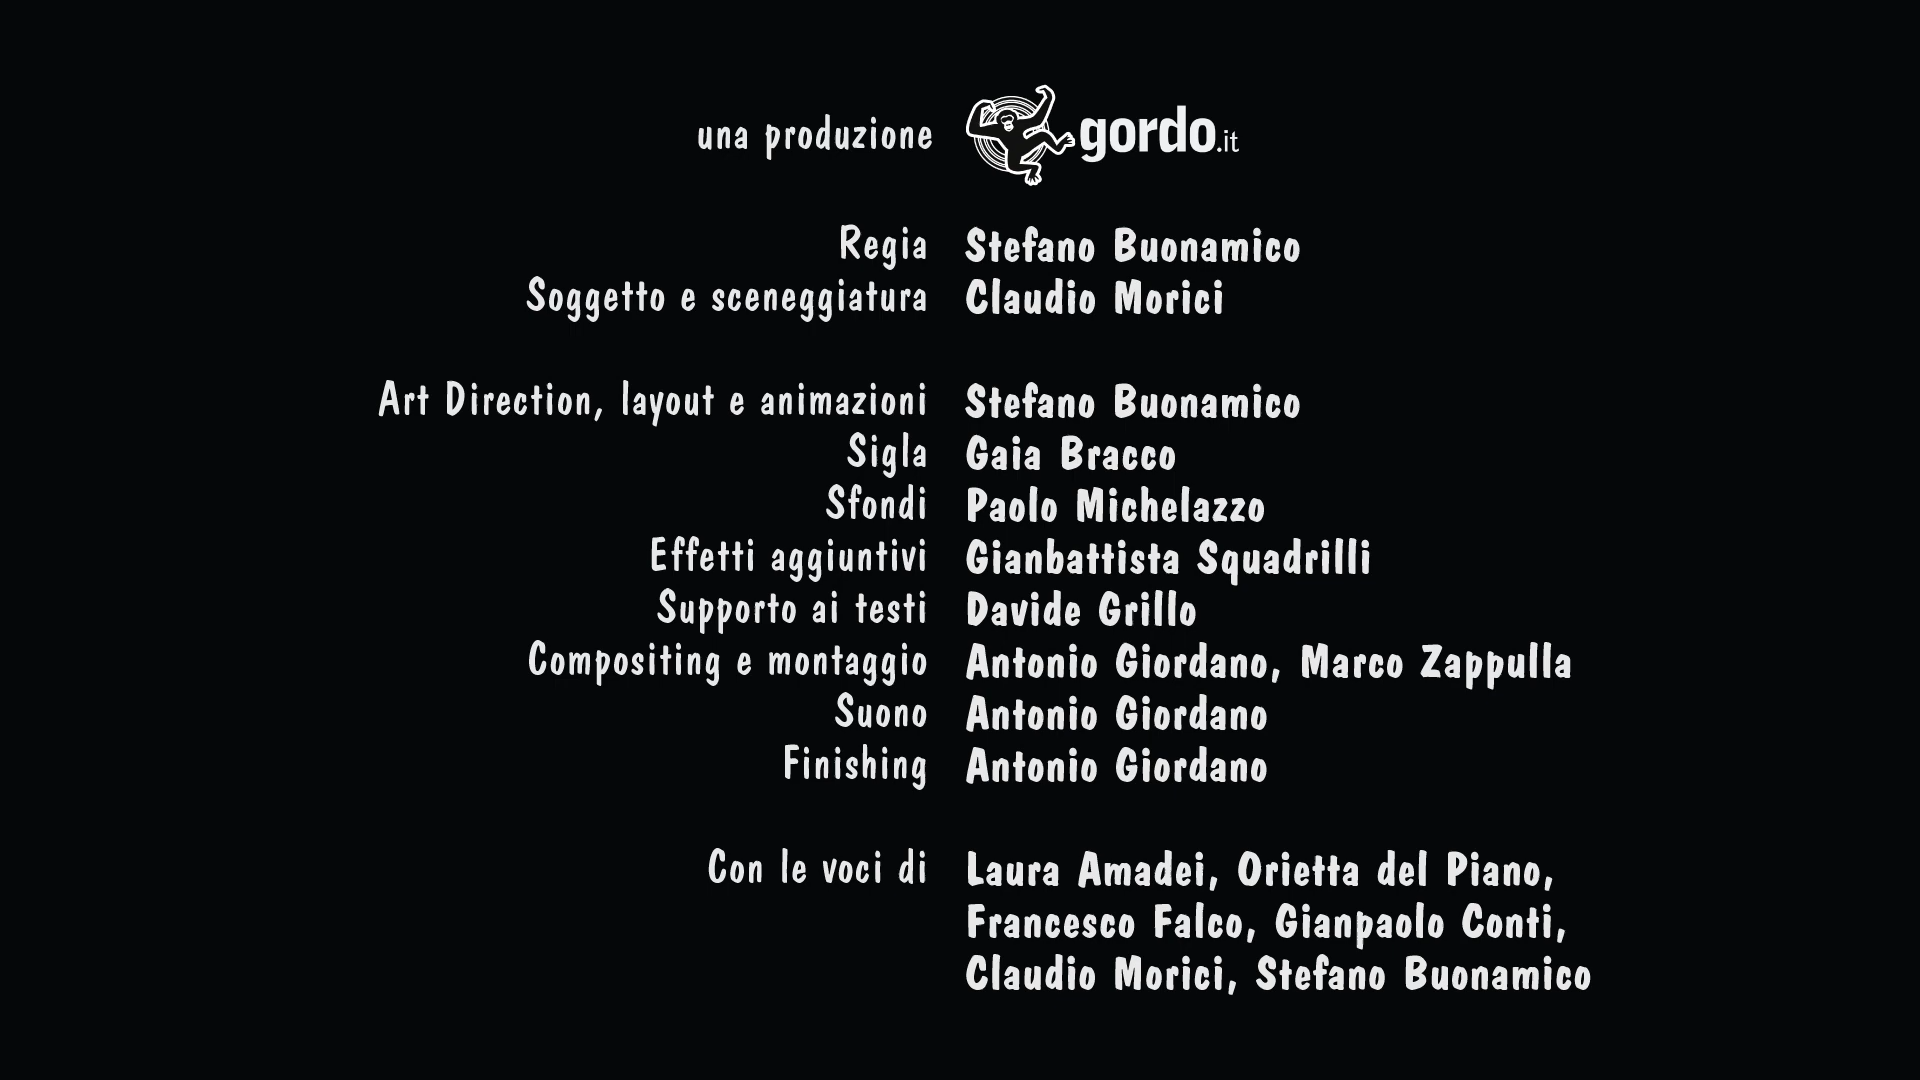 una produzione gordo.it
Regia Stefano Buonamico
Soggetto e sceneggiatura Claudio Morici
Art Direction, layout e animazioni Stefano Buonamico
Sigla Gaia Bracco
Sfondi Paolo Michelazzo
Effetti aggiuntivi Gianbattista Squadrilli
Supporto ai testi Davide Grillo
Compositing e montaggio Antonio Giordano, Marco Zappulla
Suono Antonio Giordano
Finishing Antonio Giordano
Con le voci di Laura Amadei, Orietta del Piano,
Francesco Falco, Gianpaolo Conti,
Claudio Morici, Stefano Buonamico